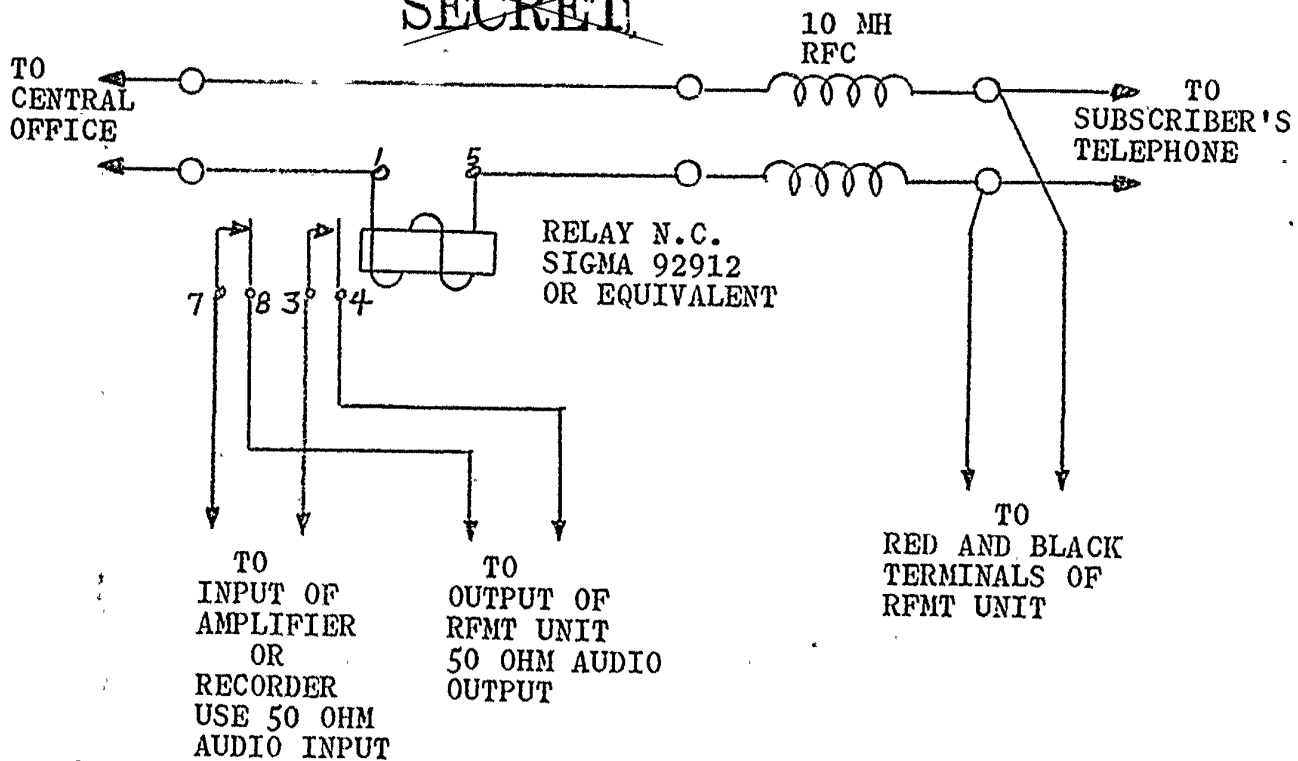 SECRET
10 MH
RFC
TO
CENTRAL
OFFICE
TO
SUBSCRIBER'S
TELEPHONE
1
5
RELAY N.C.
SIGMA 92912
OR EQUIVALENT
7
8
3
4
TO
INPUT OF
AMPLIFIER
OR
RECORDER
USE 50 OHM
AUDIO INPUT
TO
OUTPUT OF
RFMT UNIT
50 OHM AUDIO
OUTPUT
TO
RED AND BLACK
TERMINALS OF
RFMT UNIT